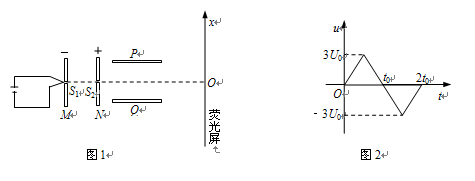 － ＋ P x
S₁ S₂ O
M N Q
荧光屏
图1
u
3U₀
t₀ 2t₀
O t
- 3U₀
图2